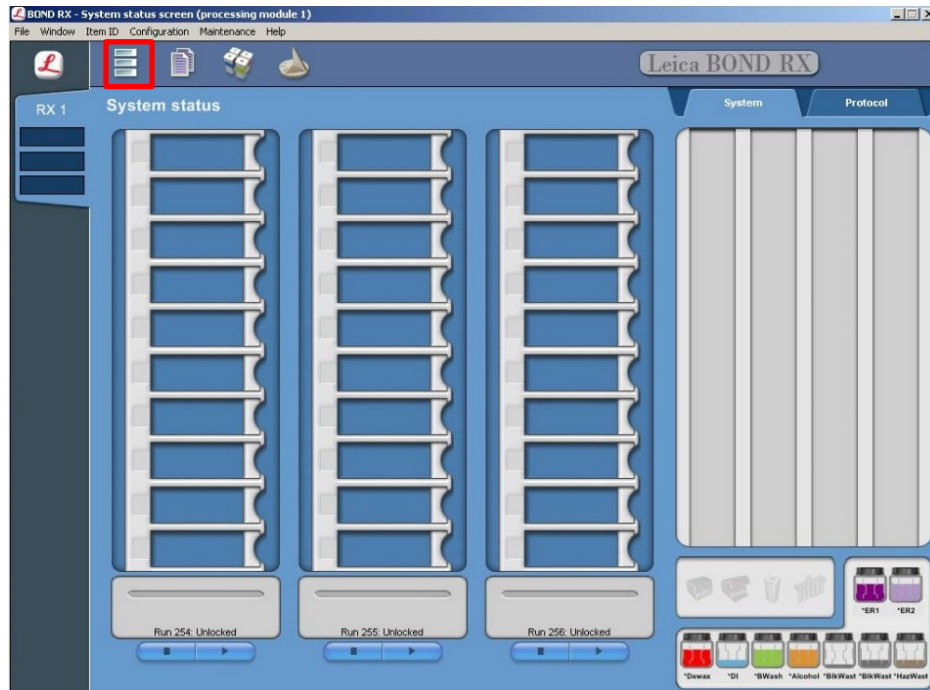 BOND RX - System status screen (processing module 1)
File Window Item ID Configuration Maintenance Help
Leica BOND RX
RX 1
System status
System Protocol
*ER1 *ER2
Run 254: Unlocked Run 255: Unlocked Run 256: Unlocked
*Dewax *DI *BWash *Alcohol *BlkWast *BlkWast *HazWast